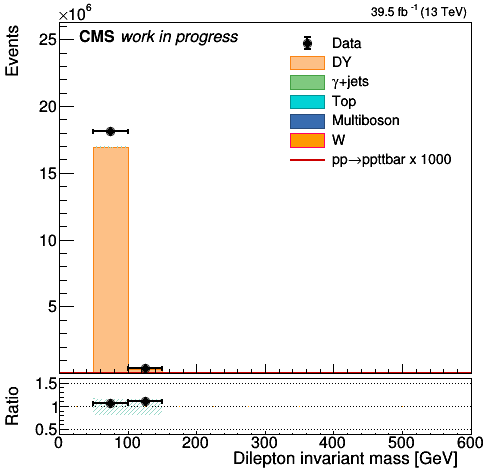 ×10⁶
39.5 fb⁻¹ (13 TeV)
CMS work in progress
Events
Data
DY
γ+jets
Top
Multiboson
W
pp→ppttbar x 1000
25
20
15
10
5
Ratio
1.5
1
0.5
0 100 200 300 400 500 600
Dilepton invariant mass [GeV]